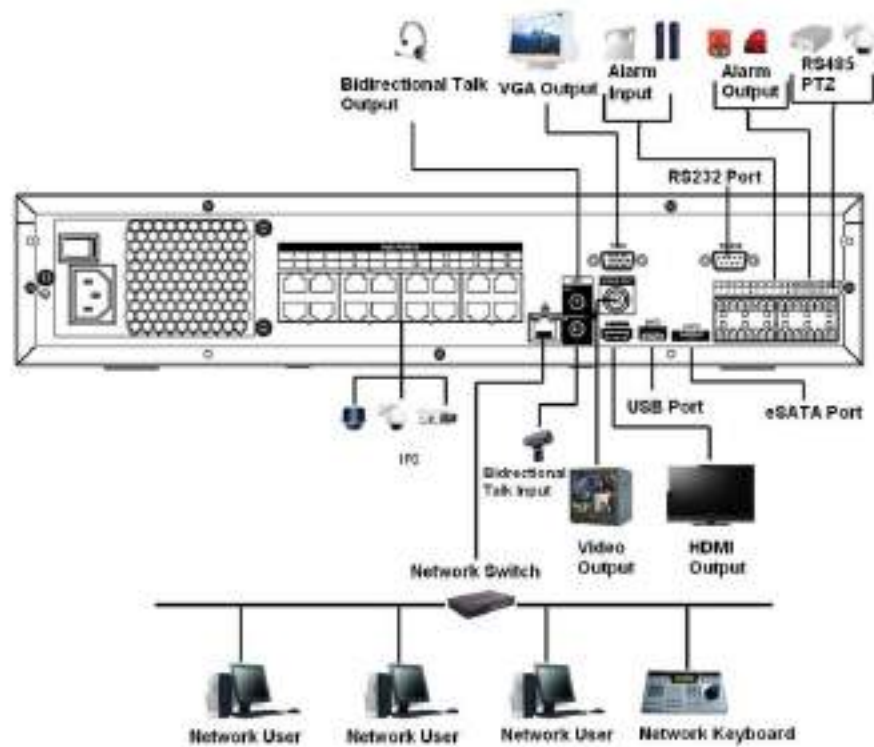 Bidirectional Talk
Output
VGA Output
Alarm
Input
Alarm
Output
RS485
PTZ
RS232 Port
USB Port
eSATA Port
IPC
Bidirectional
Talk Input
Video
Output
HDMI
Output
Network Switch
Network User
Network User
Network User
Network Keyboard